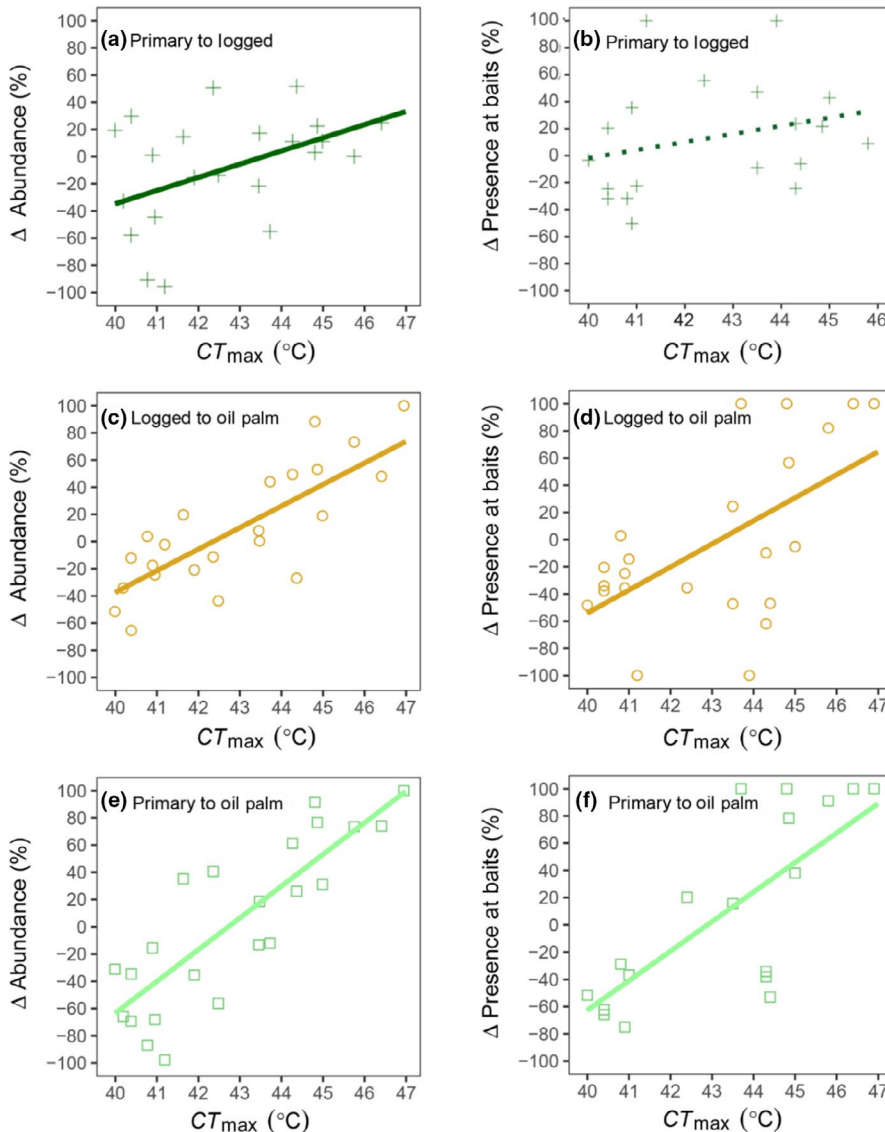 (a) Primary to logged
Δ Abundance (%)
100
80
60
40
20
0
−20
−40
−60
−80
−100
40 41 42 43 44 45 46 47
CTmax (°C)
(b) Primary to logged
Δ Presence at baits (%)
100
80
60
40
20
0
−20
−40
−60
−80
−100
40 41 42 43 44 45 46
CTmax (°C)
(c) Logged to oil palm
Δ Abundance (%)
100
80
60
40
20
0
−20
−40
−60
−80
−100
40 41 42 43 44 45 46 47
CTmax (°C)
(d) Logged to oil palm
Δ Presence at baits (%)
100
80
60
40
20
0
−20
−40
−60
−80
−100
40 41 42 43 44 45 46 47
CTmax (°C)
(e) Primary to oil palm
Δ Abundance (%)
100
80
60
40
20
0
−20
−40
−60
−80
−100
40 41 42 43 44 45 46 47
CTmax (°C)
(f) Primary to oil palm
Δ Presence at baits (%)
100
80
60
40
20
0
−20
−40
−60
−80
−100
40 41 42 43 44 45 46 47
CTmax (°C)